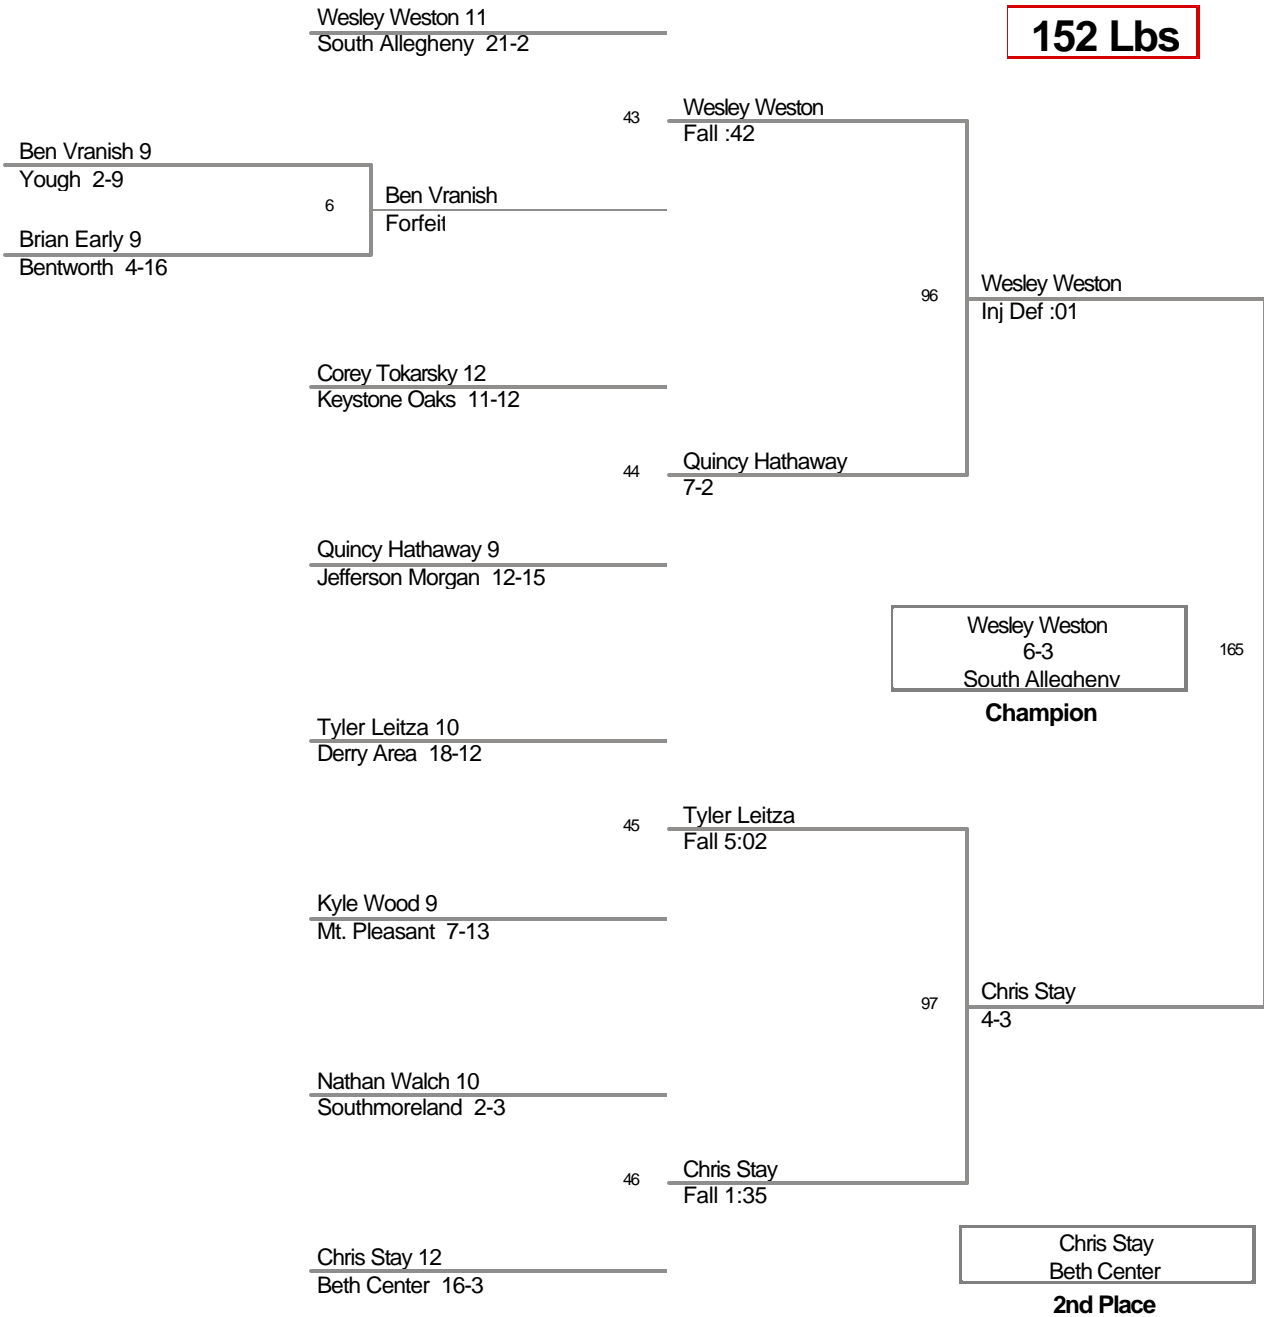 Wesley Weston 11
South Allegheny 21-2
152 Lbs
43
Wesley Weston
Fall :42
Ben Vranish 9
Yough 2-9
6
Ben Vranish
Forfeit
Brian Early 9
Bentworth 4-16
96
Wesley Weston
Inj Def :01
Corey Tokarsky 12
Keystone Oaks 11-12
44
Quincy Hathaway
7-2
Quincy Hathaway 9
Jefferson Morgan 12-15
Wesley Weston
6-3
South Allegheny
Champion
165
Tyler Leitza 10
Derry Area 18-12
45
Tyler Leitza
Fall 5:02
Kyle Wood 9
Mt. Pleasant 7-13
97
Chris Stay
4-3
Nathan Walch 10
Southmoreland 2-3
46
Chris Stay
Fall 1:35
Chris Stay 12
Beth Center 16-3
Chris Stay
Beth Center
2nd Place